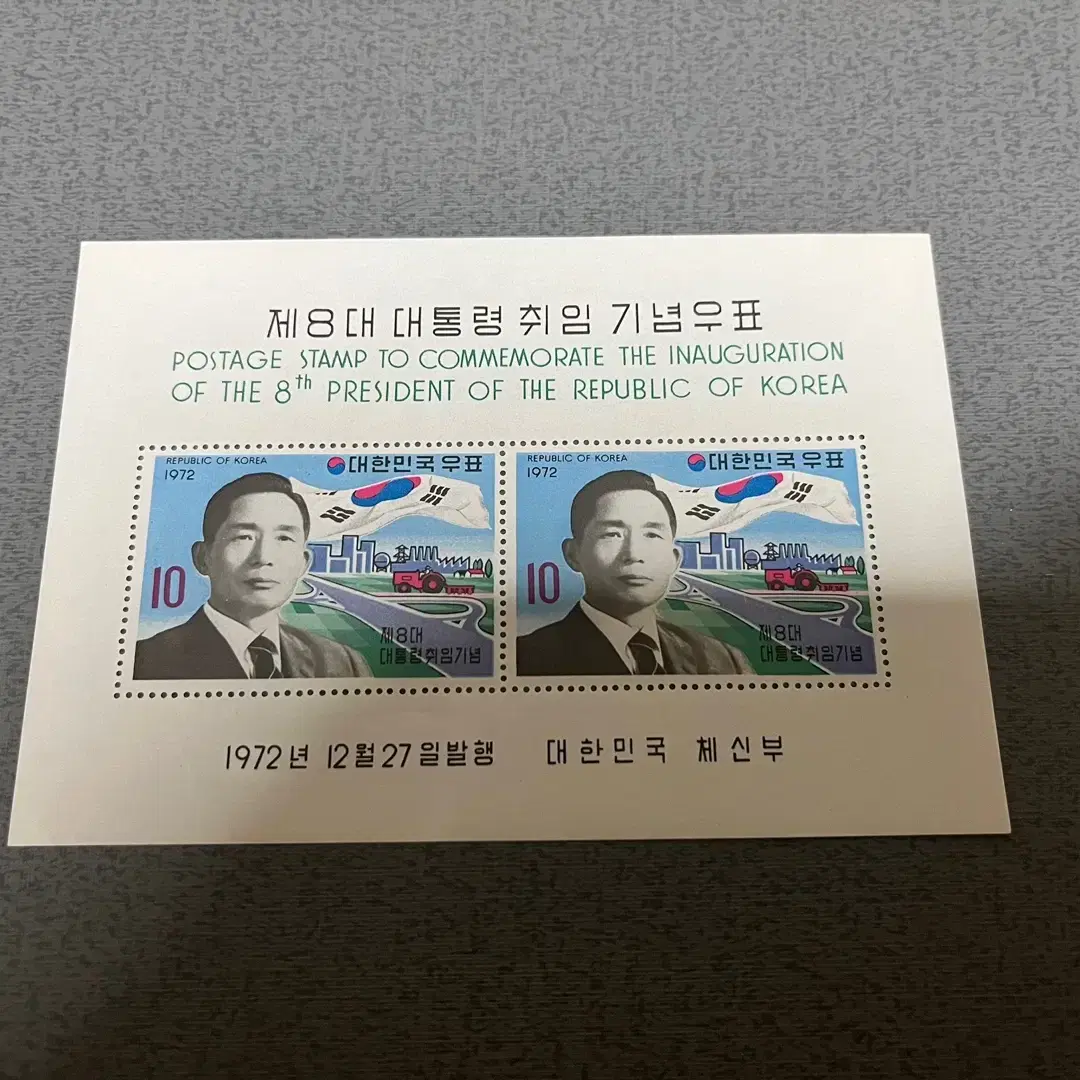 제8대 대통령 취임 기념우표
POSTAGE STAMP TO COMMEMORATE THE INAUGURATION
OF THE 8th PRESIDENT OF THE REPUBLIC OF KOREA
REPUBLIC OF KOREA
1972
대한민국우표
10
제8대
대통령취임기념
REPUBLIC OF KOREA
1972
대한민국우표
10
제8대
대통령취임기념
1972년 12월 27일발행 대한민국 체신부